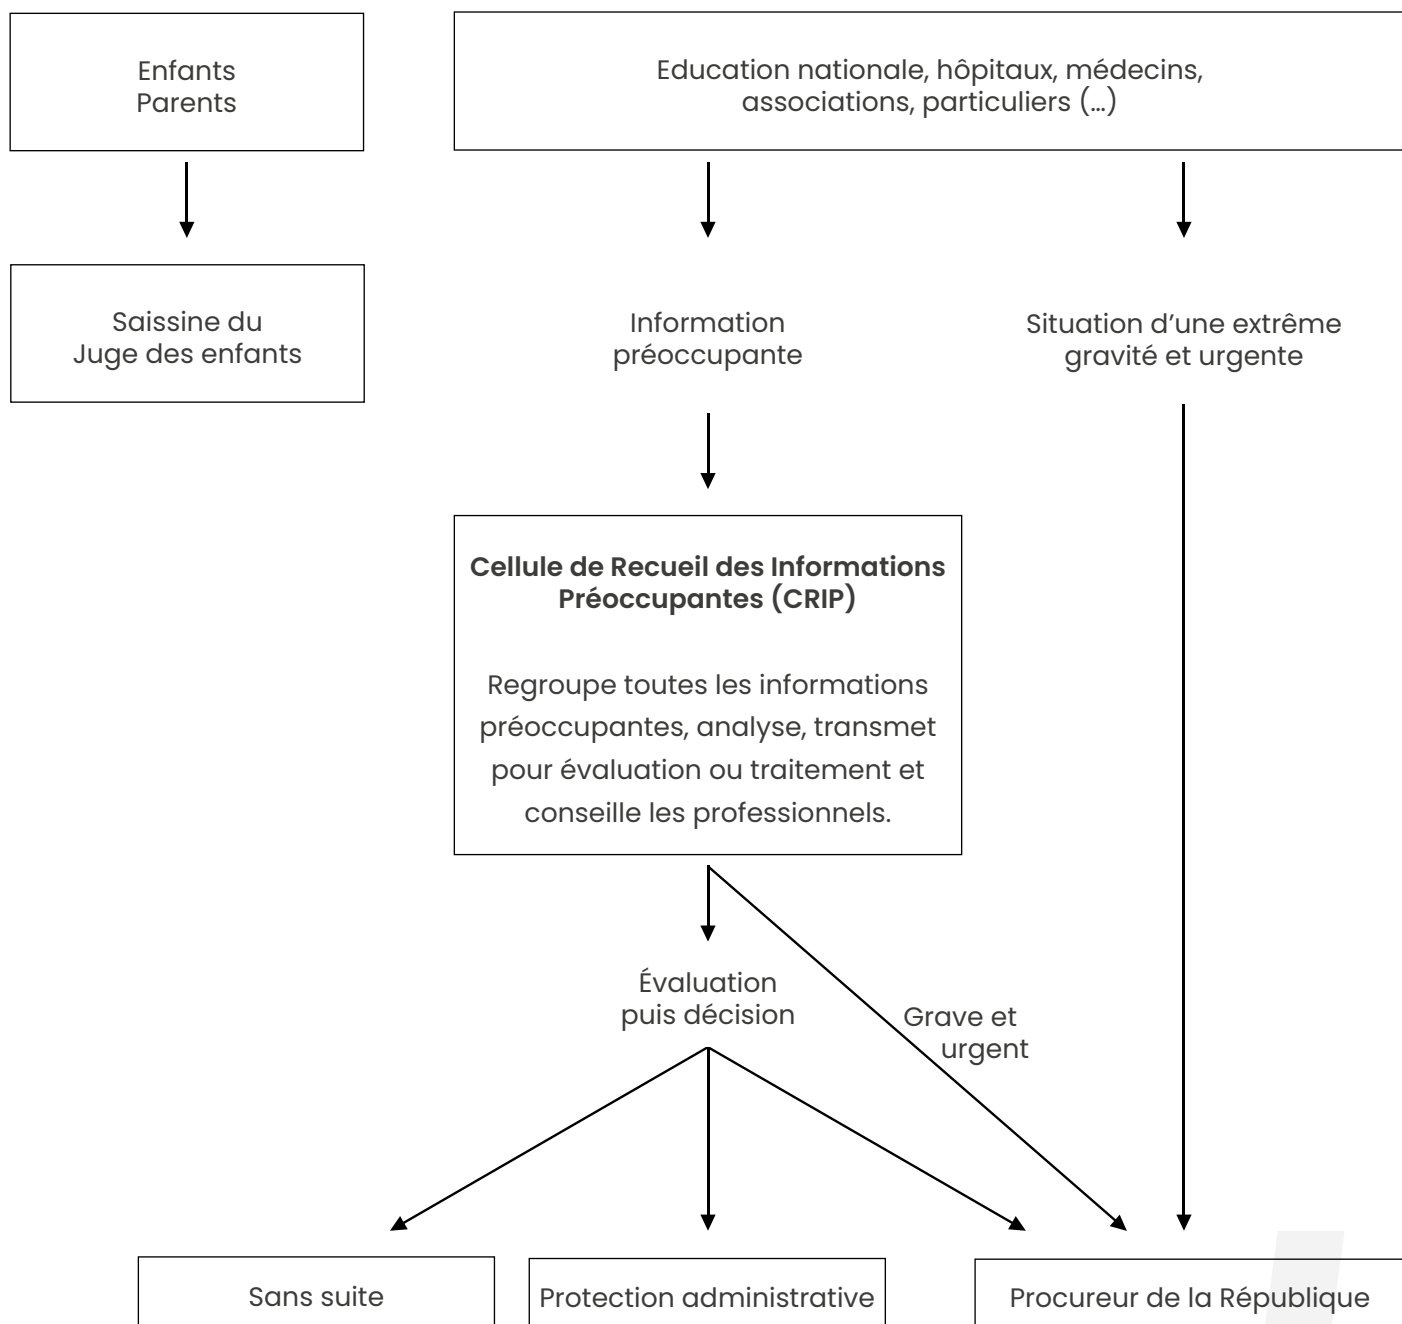 Enfants
Parents
Education nationale, hôpitaux, médecins,
associations, particuliers (…)
Saissine du
Juge des enfants
Information
préoccupante
Situation d’une extrême
gravité et urgente
Cellule de Recueil des Informations
Préoccupantes (CRIP)
Regroupe toutes les informations
préoccupantes, analyse, transmet
pour évaluation ou traitement et
conseille les professionnels.
Évaluation
puis décision
Grave et
urgent
Sans suite
Protection administrative
Procureur de la République